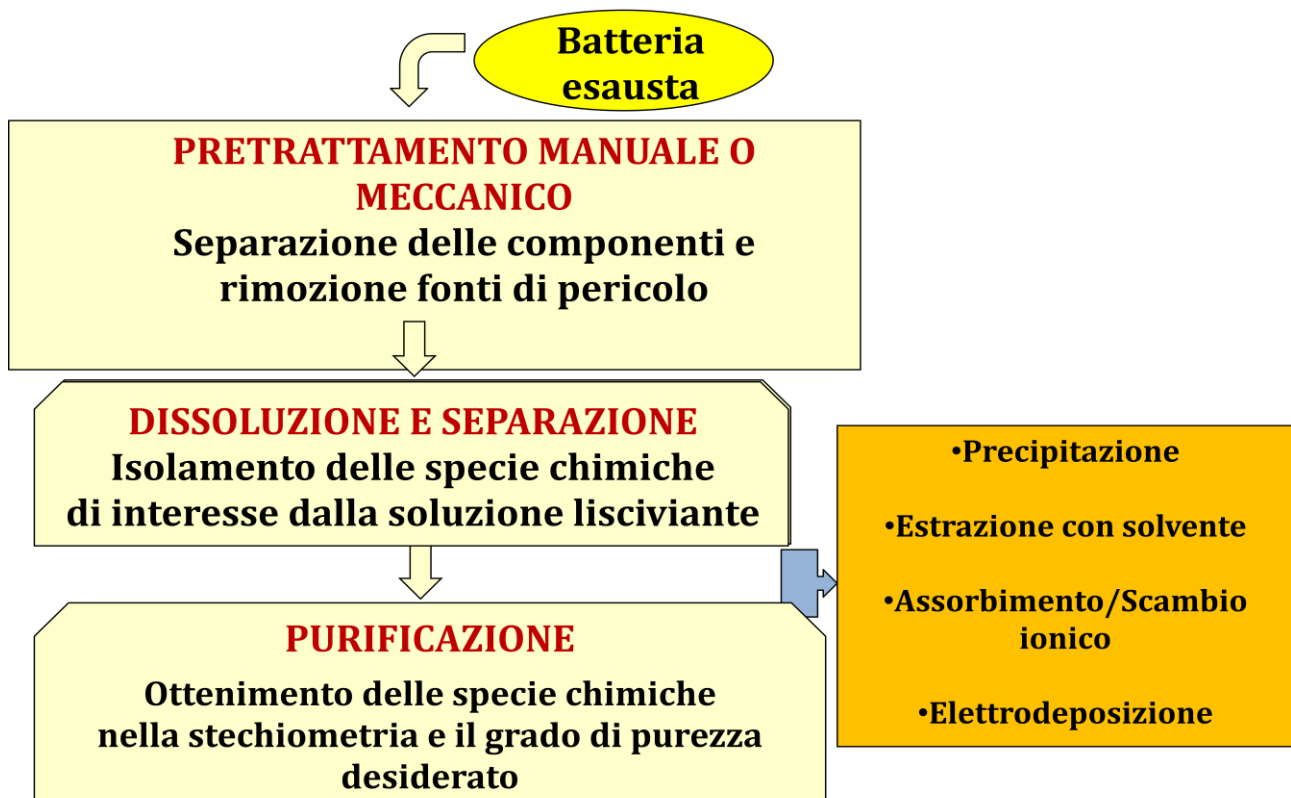 Batteria
esausta
PRETRATTAMENTO MANUALE O
MECCANICO
Separazione delle componenti e
rimozione fonti di pericolo
DISSOLUZIONE E SEPARAZIONE
Isolamento delle specie chimiche
di interesse dalla soluzione lisciviante
PURIFICAZIONE
Ottenimento delle specie chimiche
nella stechiometria e il grado di purezza
desiderato
•Precipitazione
•Estrazione con solvente
•Assorbimento/Scambio
ionico
•Elettrodeposizione